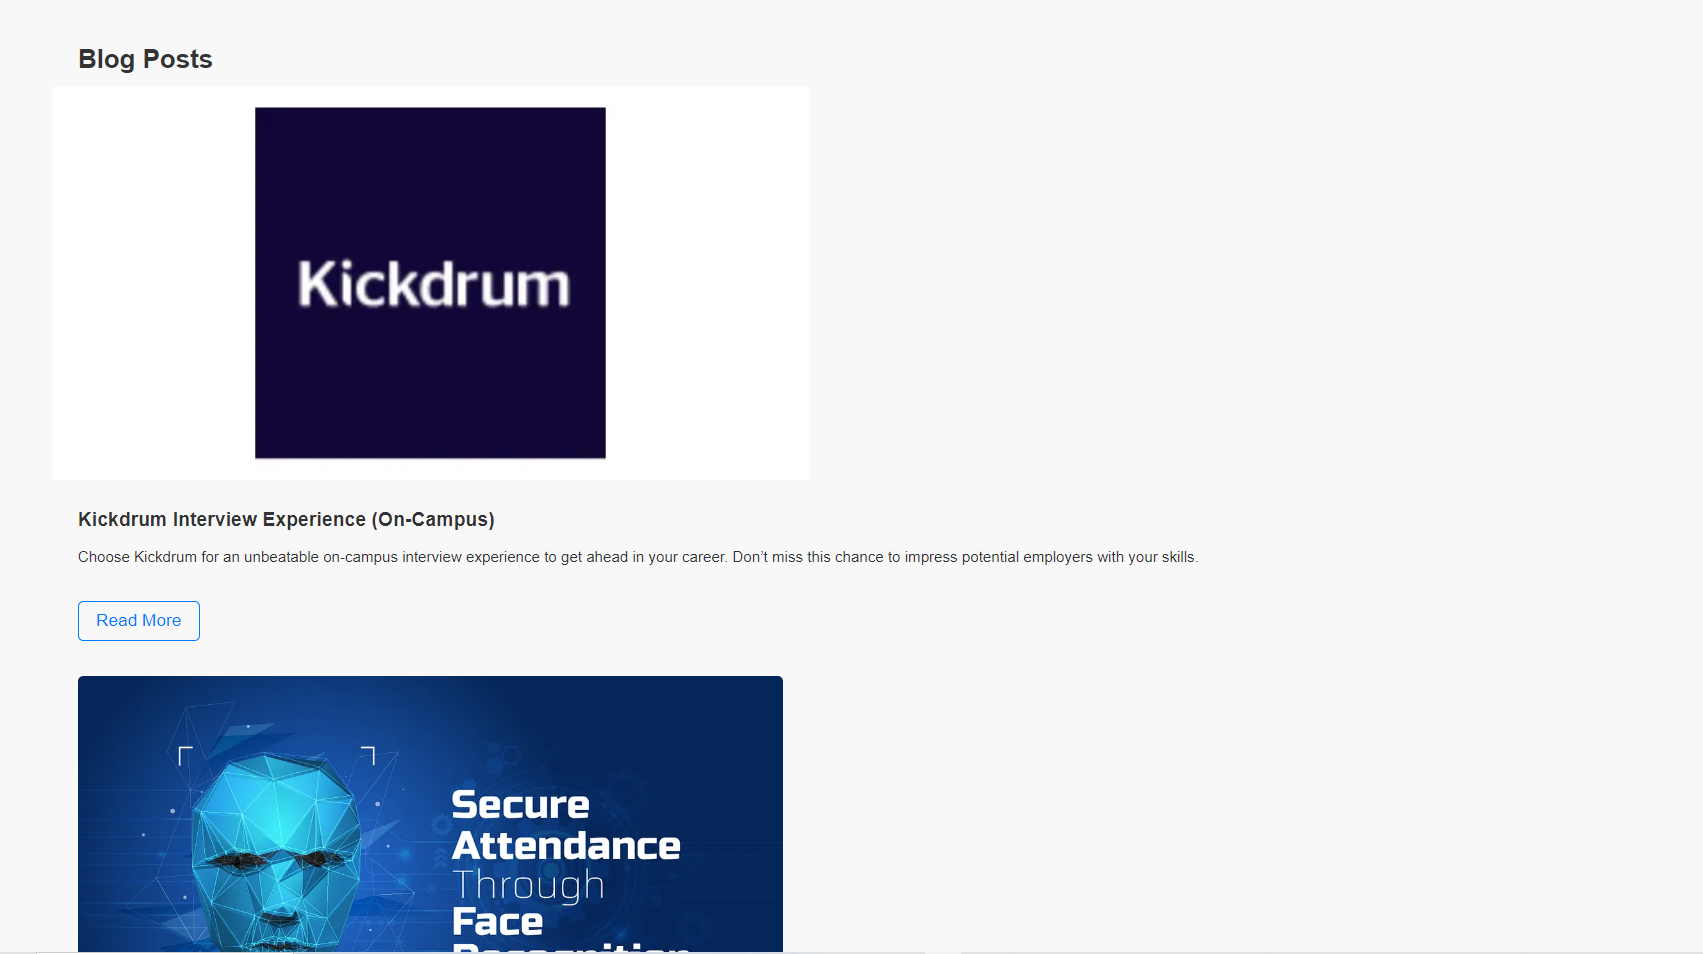 Blog Posts
Kickdrum
Kickdrum Interview Experience (On-Campus)
Choose Kickdrum for an unbeatable on-campus interview experience to get ahead in your career. Don’t miss this chance to impress potential employers with your skills.
Read More
Secure
Attendance
Through
Face
Recognition